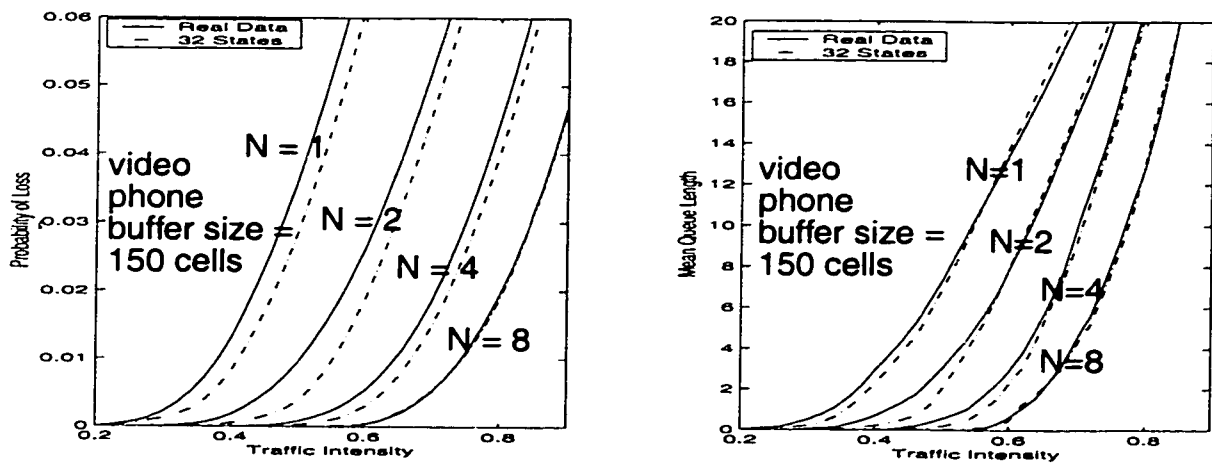 Real Data
32 States
0.06
0.05
0.04
0.03
0.02
0.01
0
Probability of Loss
N = 1
N = 2
N = 4
N = 8
video
phone
buffer size =
150 cells
0.2
0.4
0.6
0.8
Traffic Intensity
Real Data
32 States
20
18
16
14
12
10
8
6
4
2
0
Mean Queue Length
N=1
N=2
N=4
N=8
video
phone
buffer size =
150 cells
0.2
0.4
0.6
0.8
Traffic Intensity